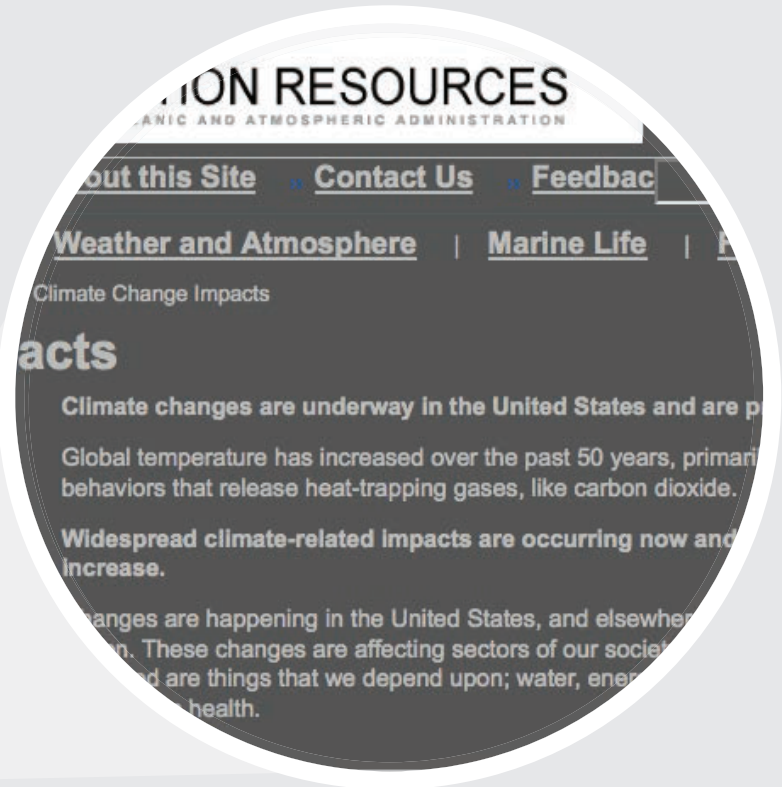 TION RESOURCES
ANIC AND ATMOSPHERIC ADMINISTRATION
out this Site » Contact Us » Feedbac
Weather and Atmosphere | Marine Life |
Climate Change Impacts
acts
Climate changes are underway in the United States and are p
Global temperature has increased over the past 50 years, primari
behaviors that release heat-trapping gases, like carbon dioxide.
Widespread climate-related impacts are occurring now and
increase.
anges are happening in the United States, and elsewher
n. These changes are affecting sectors of our societ
d are things that we depend upon; water, ener
health.